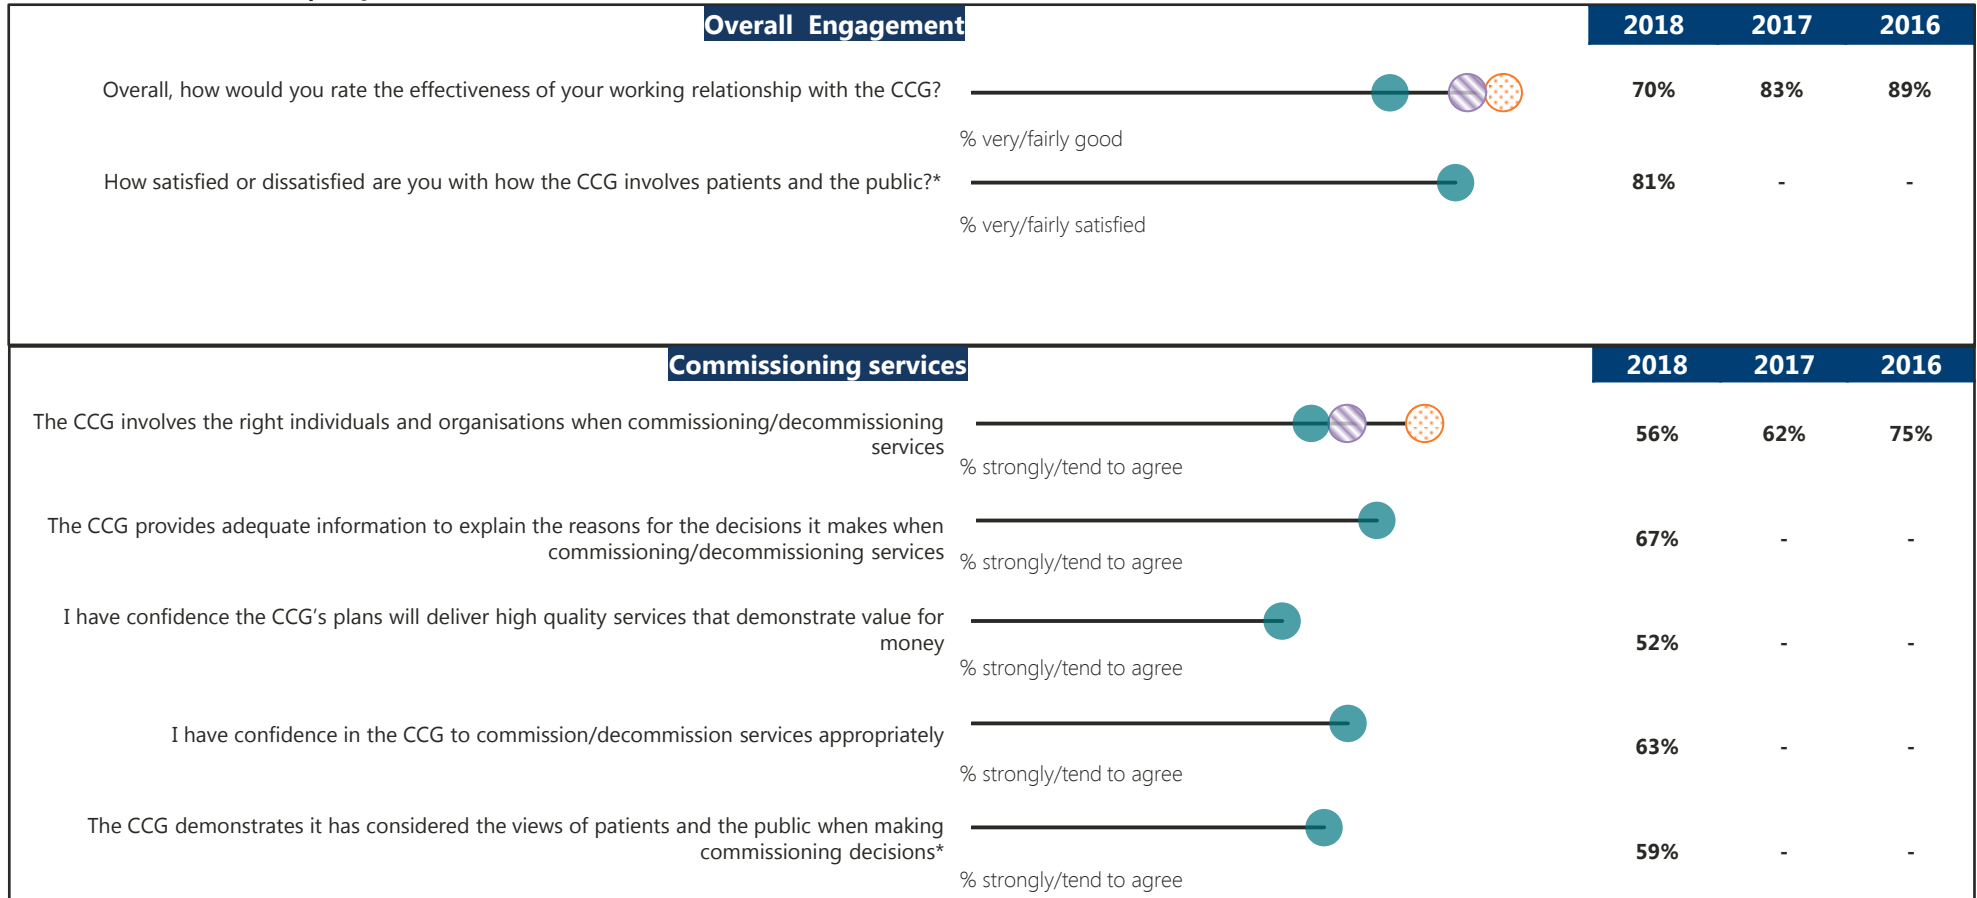 Overall Engagement
2018 2017 2016
Overall, how would you rate the effectiveness of your working relationship with the CCG?
70% 83% 89%
% very/fairly good
How satisfied or dissatisfied are you with how the CCG involves patients and the public?*
81% - -
% very/fairly satisfied
Commissioning services
2018 2017 2016
The CCG involves the right individuals and organisations when commissioning/decommissioning
services
56% 62% 75%
% strongly/tend to agree
The CCG provides adequate information to explain the reasons for the decisions it makes when
commissioning/decommissioning services
67% - -
% strongly/tend to agree
I have confidence the CCG’s plans will deliver high quality services that demonstrate value for
money
52% - -
% strongly/tend to agree
I have confidence in the CCG to commission/decommission services appropriately
63% - -
% strongly/tend to agree
The CCG demonstrates it has considered the views of patients and the public when making
commissioning decisions*
59% - -
% strongly/tend to agree